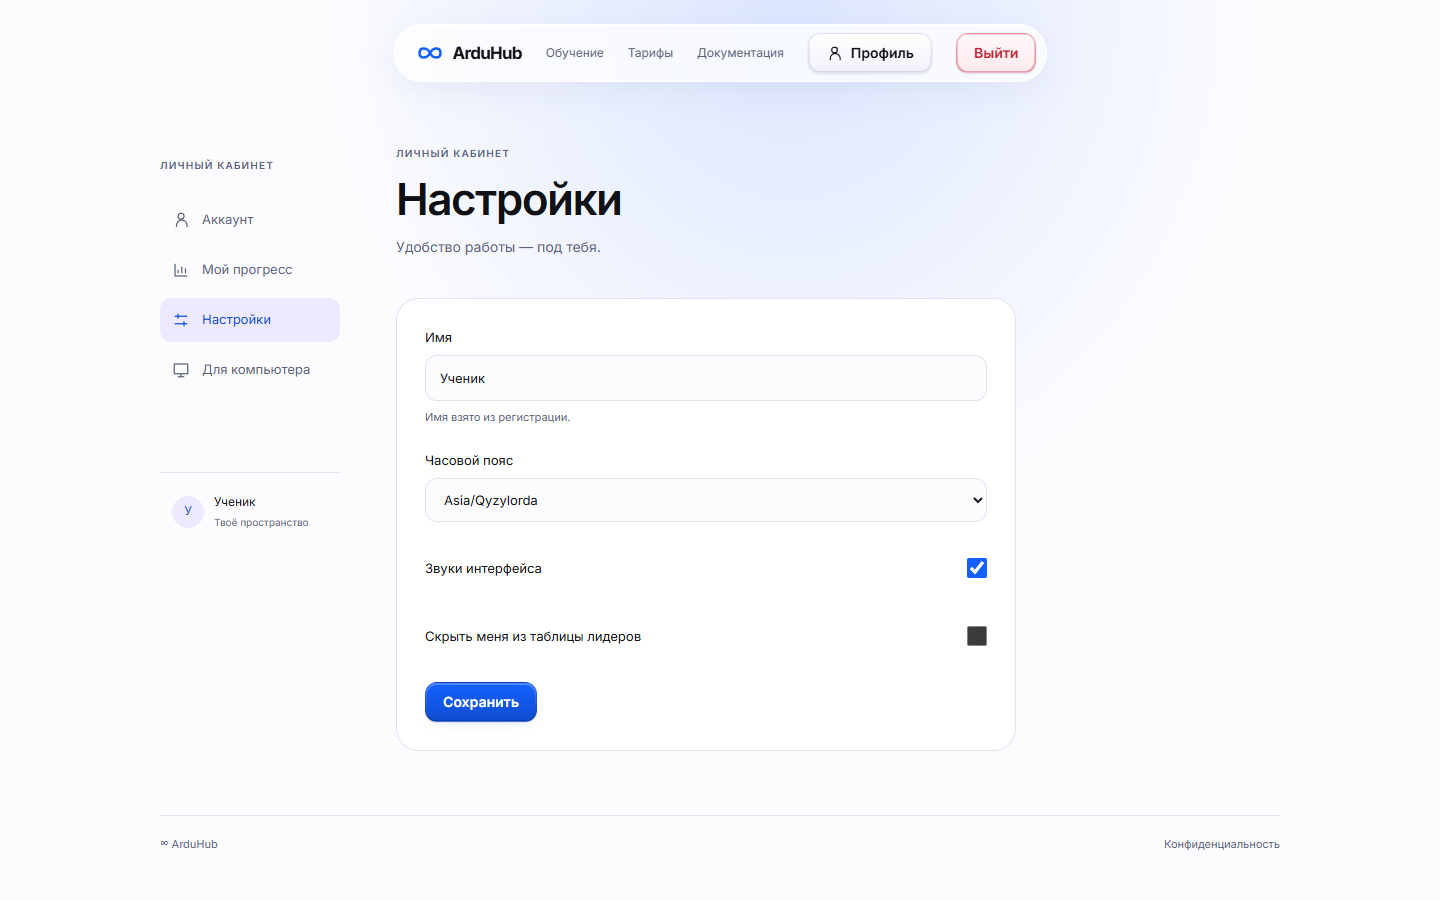 ArduHub
Обучение
Тарифы
Документация
Профиль
Выйти
ЛИЧНЫЙ КАБИНЕТ
Аккаунт
Мой прогресс
Настройки
Для компьютера
У
Ученик
Твоё пространство
ЛИЧНЫЙ КАБИНЕТ
Настройки
Удобство работы — под тебя.
Имя
Ученик
Имя взято из регистрации.
Часовой пояс
Asia/Qyzylorda
Звуки интерфейса
Скрыть меня из таблицы лидеров
Сохранить
∞ ArduHub
Конфиденциальность